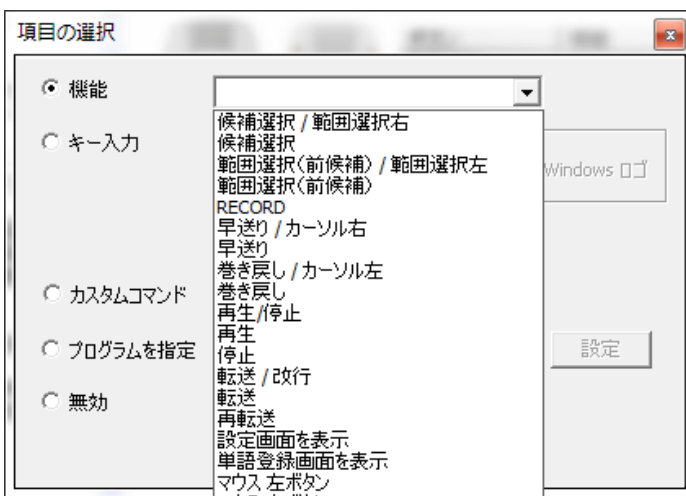 項目の選択
機能
キー入力
候補選択 / 範囲選択右
候補選択
範囲選択(前候補) / 範囲選択左
範囲選択(前候補)
RECORD
早送り / カーソル右
早送り
巻き戻し / カーソル左
巻き戻し
再生/停止
再生
停止
転送 / 改行
転送
再転送
設定画面を表示
単語登録画面を表示
マウス 左ボタン
Windows ロゴ
カスタムコマンド
プログラムを指定
設定
無効